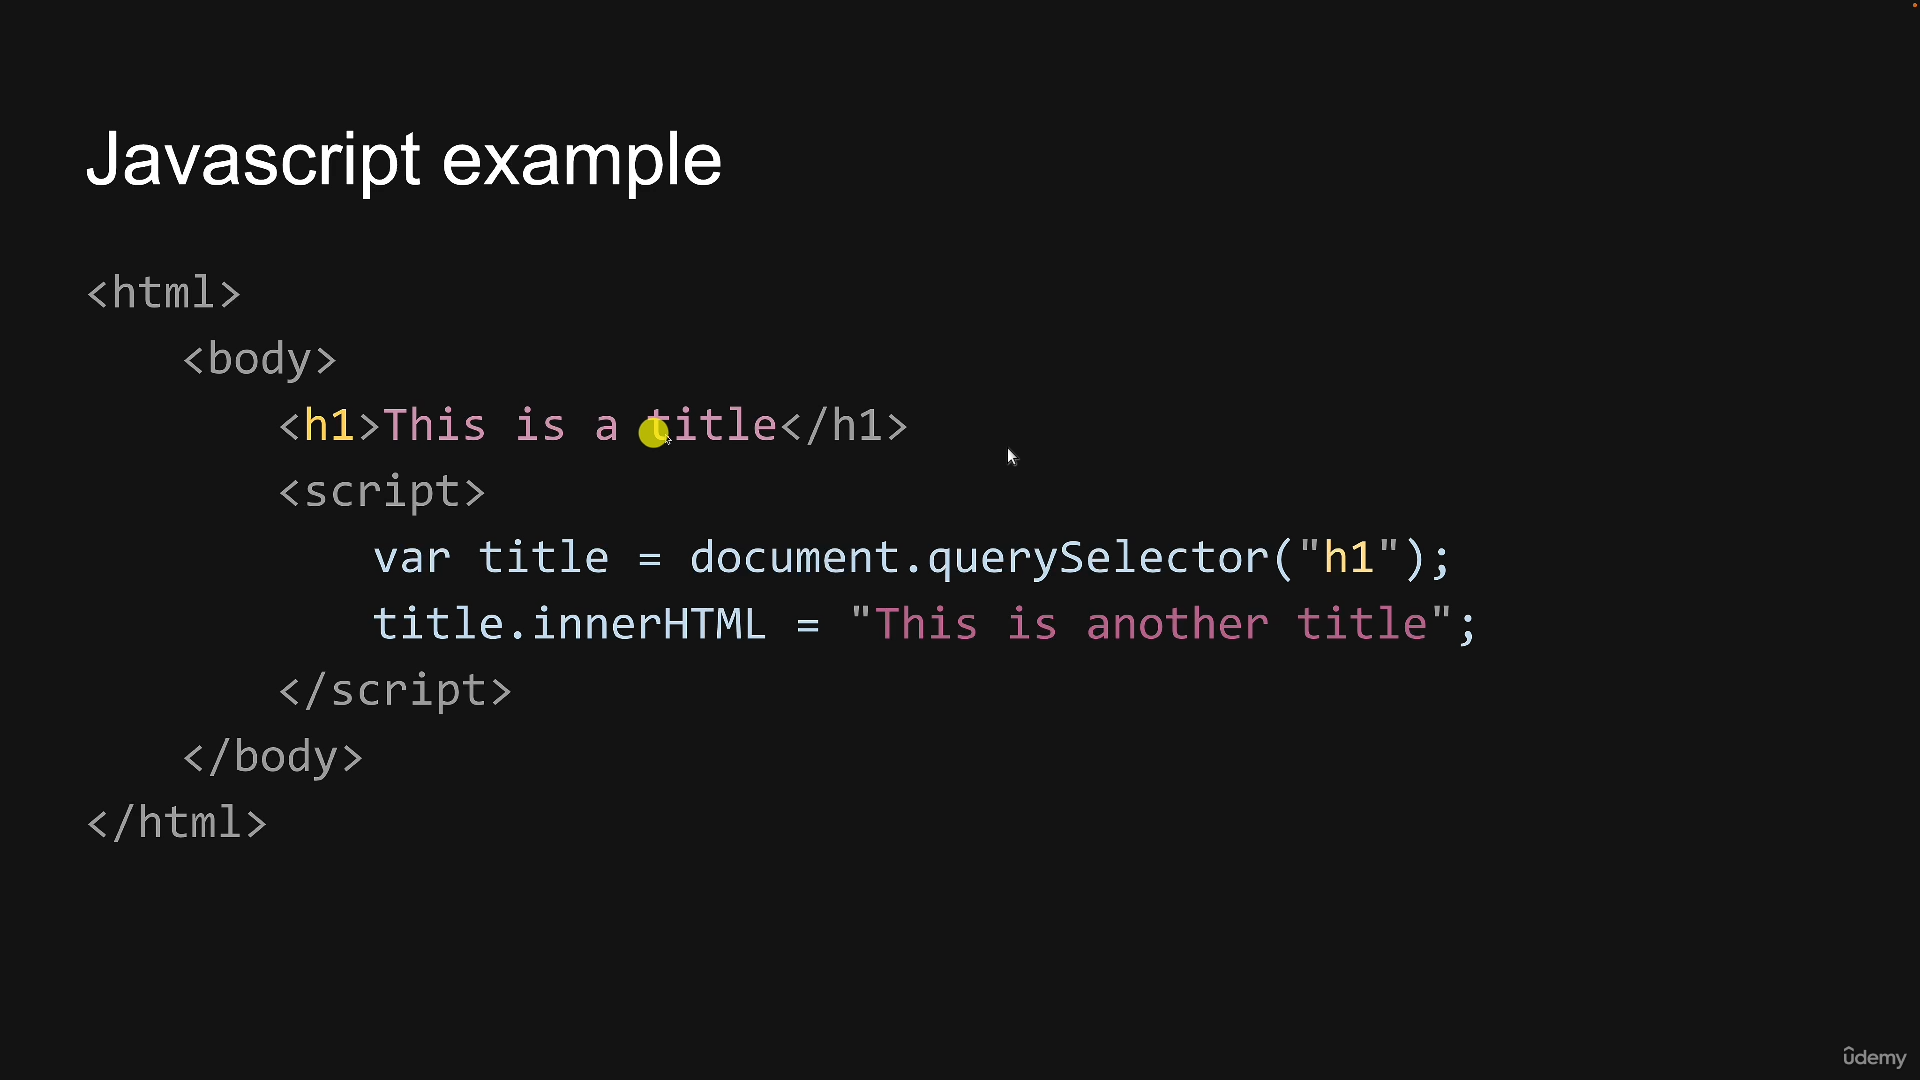 Javascript example
<html>
<body>
<h1>This is a title</h1>
<script>
var title = document.querySelector("h1");
title.innerHTML = "This is another title";
</script>
</body>
</html>
ûdemy